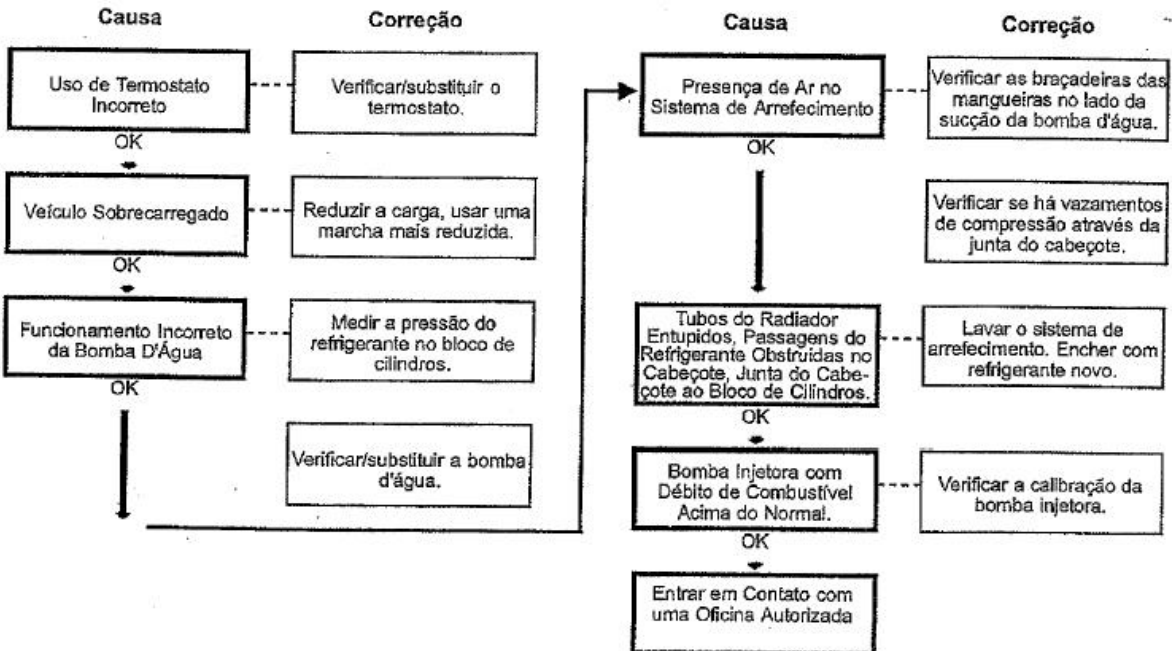 Causa
Correção
Uso de Termostato
Incorreto
Verificar/substituir o
termostato.
OK
Veículo Sobrecarregado
Reduzir a carga, usar uma
marcha mais reduzida.
OK
Funcionamento Incorreto
da Bomba D'Água
Medir a pressão do
refrigerante no bloco de
cilindros.
OK
Verificar/substituir a bomba
d'água.
Causa
Correção
Presença de Ar no
Sistema de Arrefecimento
Verificar as braçadeiras das
mangueiras no lado da
sucção da bomba d'água.
OK
Verificar se há vazamentos
de compressão através da
junta do cabeçote.
Tubos do Radiador
Entupidos, Passagens do
Refrigerante Obstruidas no
Cabeçote, Junta do Cabe-
çote ao Bloco de Cilindros.
Lavar o sistema de
arrefecimento. Encher com
refrigerante novo.
OK
Bomba Injetora com
Débito de Combustível
Acima do Normal.
Verificar a calibração da
bomba injetora.
OK
Entrar em Contato com
uma Oficina Autorizada